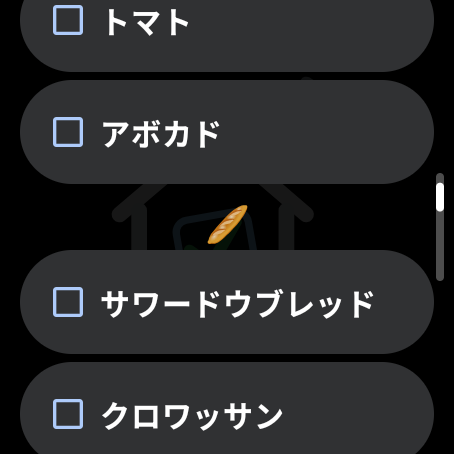 トマト
アボカド
サワードウブレッド
クロワッサン